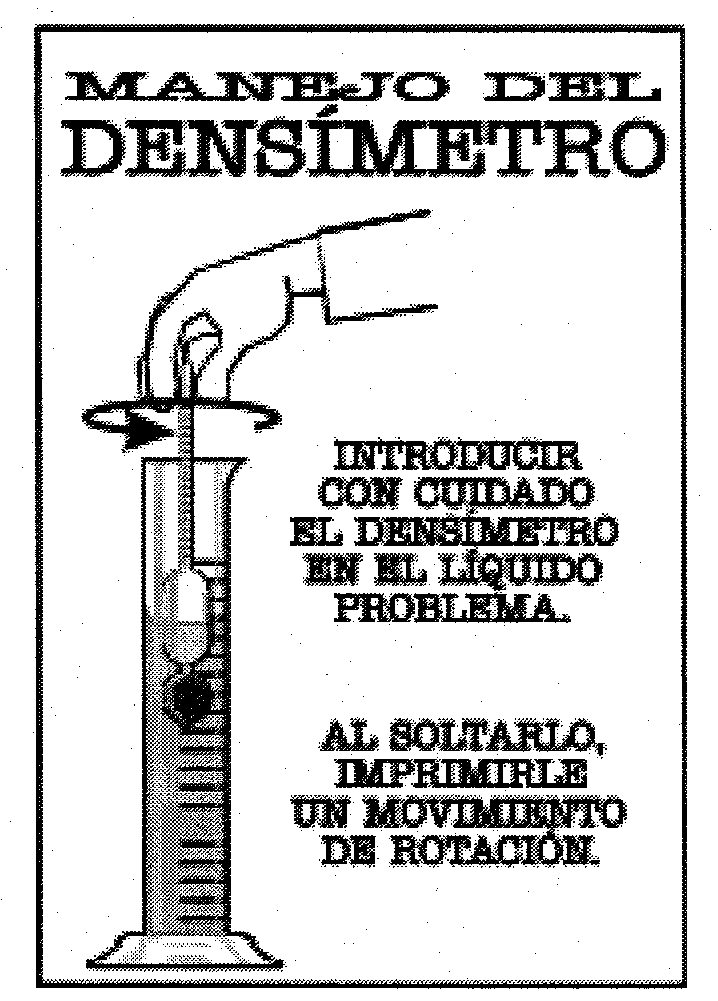 MANEJO DEL
DENSÍMETRO
INTRODUCIR
CON CUIDADO
EL DENSÍMETRO
EN EL LÍQUIDO
PROBLEMA.
AL SOLTARLO,
IMPRIMIRLE
UN MOVIMIENTO
DE ROTACIÓN.